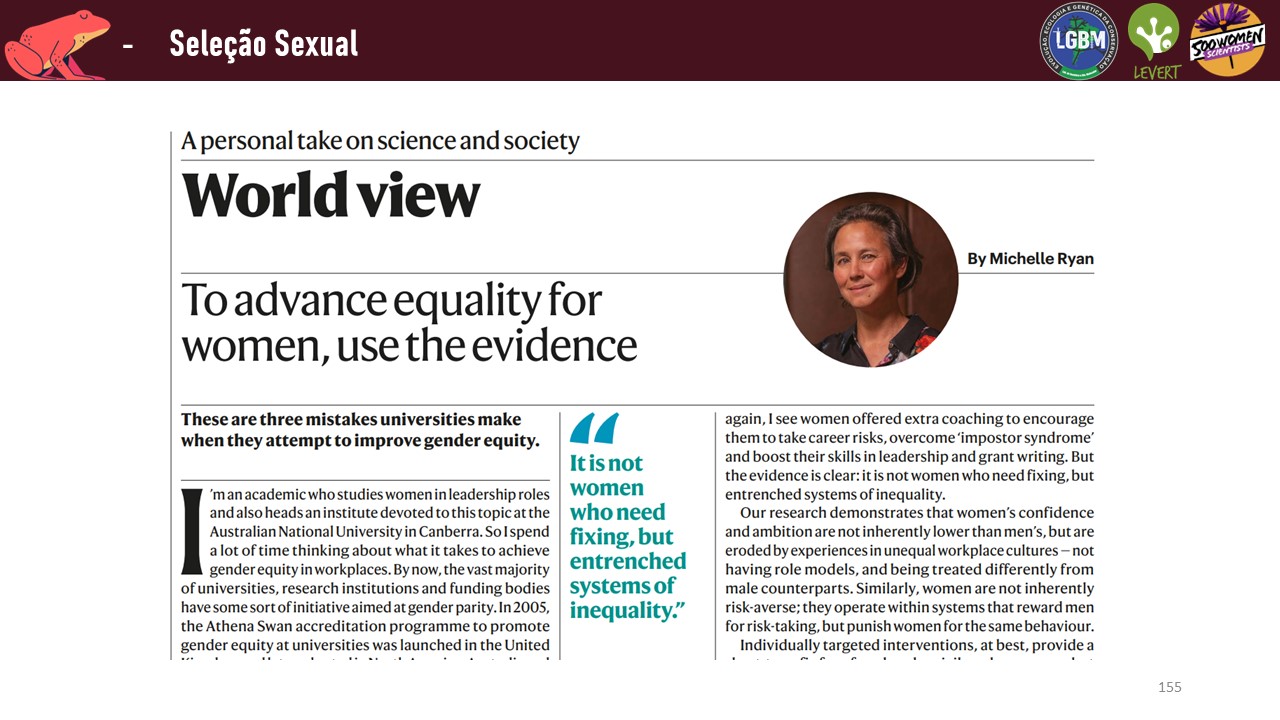 - Seleção Sexual
EVOLUÇÃO, ECOLOGIA E GENÉTICA DA CONSERVAÇÃO
LGBM
LEVERT
500 WOMEN
SCIENTISTS
A personal take on science and society
World view
By Michelle Ryan
To advance equality for
women, use the evidence
These are three mistakes universities make
when they attempt to improve gender equity.
I’m an academic who studies women in leadership roles
and also heads an institute devoted to this topic at the
Australian National University in Canberra. So I spend
a lot of time thinking about what it takes to achieve
gender equity in workplaces. By now, the vast majority
of universities, research institutions and funding bodies
have some sort of initiative aimed at gender parity. In 2005,
the Athena Swan accreditation programme to promote
gender equity at universities was launched in the United
“
It is not
women
who need
fixing, but
entrenched
systems of
inequality.”
again, I see women offered extra coaching to encourage
them to take career risks, overcome ‘impostor syndrome’
and boost their skills in leadership and grant writing. But
the evidence is clear: it is not women who need fixing, but
entrenched systems of inequality.
Our research demonstrates that women’s confidence
and ambition are not inherently lower than men’s, but are
eroded by experiences in unequal workplace cultures — not
having role models, and being treated differently from
male counterparts. Similarly, women are not inherently
risk-averse; they operate within systems that reward men
for risk-taking, but punish women for the same behaviour.
Individually targeted interventions, at best, provide a
155